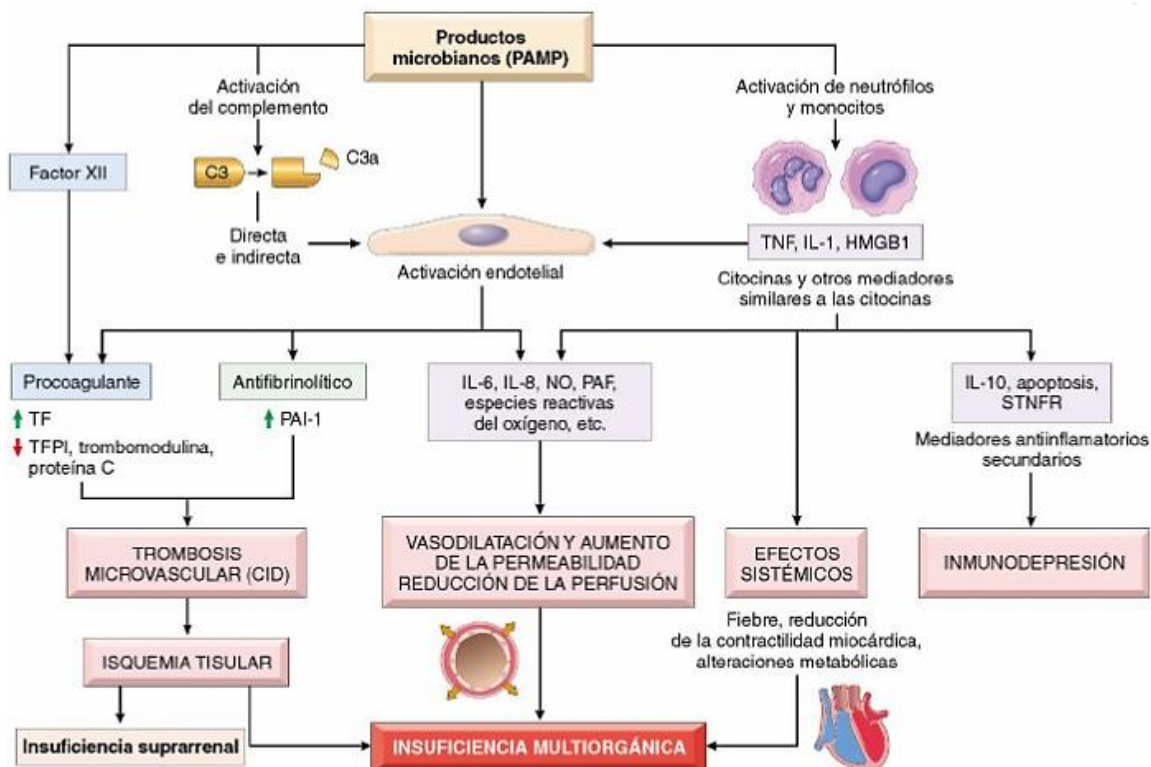 Productos
microbianos (PAMP)
Activación
del complemento
Activación de neutrófilos
y monocitos
Factor XII
C3
C3a
Directa
e indirecta
TNF, IL-1, HMGB1
Activación endotelial
Citocinas y otros mediadores
similares a las citocinas
Procoagulante
TF
TFPI, trombomodulina,
proteína C
Antifibrinolítico
PAI-1
IL-6, IL-8, NO, PAF,
especies reactivas
del oxígeno, etc.
IL-10, apoptosis,
STNFR
Mediadores antiinflamatorios
secundarios
TROMBOSIS
MICROVASCULAR (CID)
VASODILATACIÓN Y AUMENTO
DE LA PERMEABILIDAD
REDUCCIÓN DE LA PERFUSIÓN
EFECTOS
SISTÉMICOS
INMUNODEPRESIÓN
Fiebre, reducción
de la contractilidad miocárdica,
alteraciones metabólicas
ISQUEMIA TISULAR
Insuficiencia suprarrenal
INSUFICIENCIA MULTIORGÁNICA